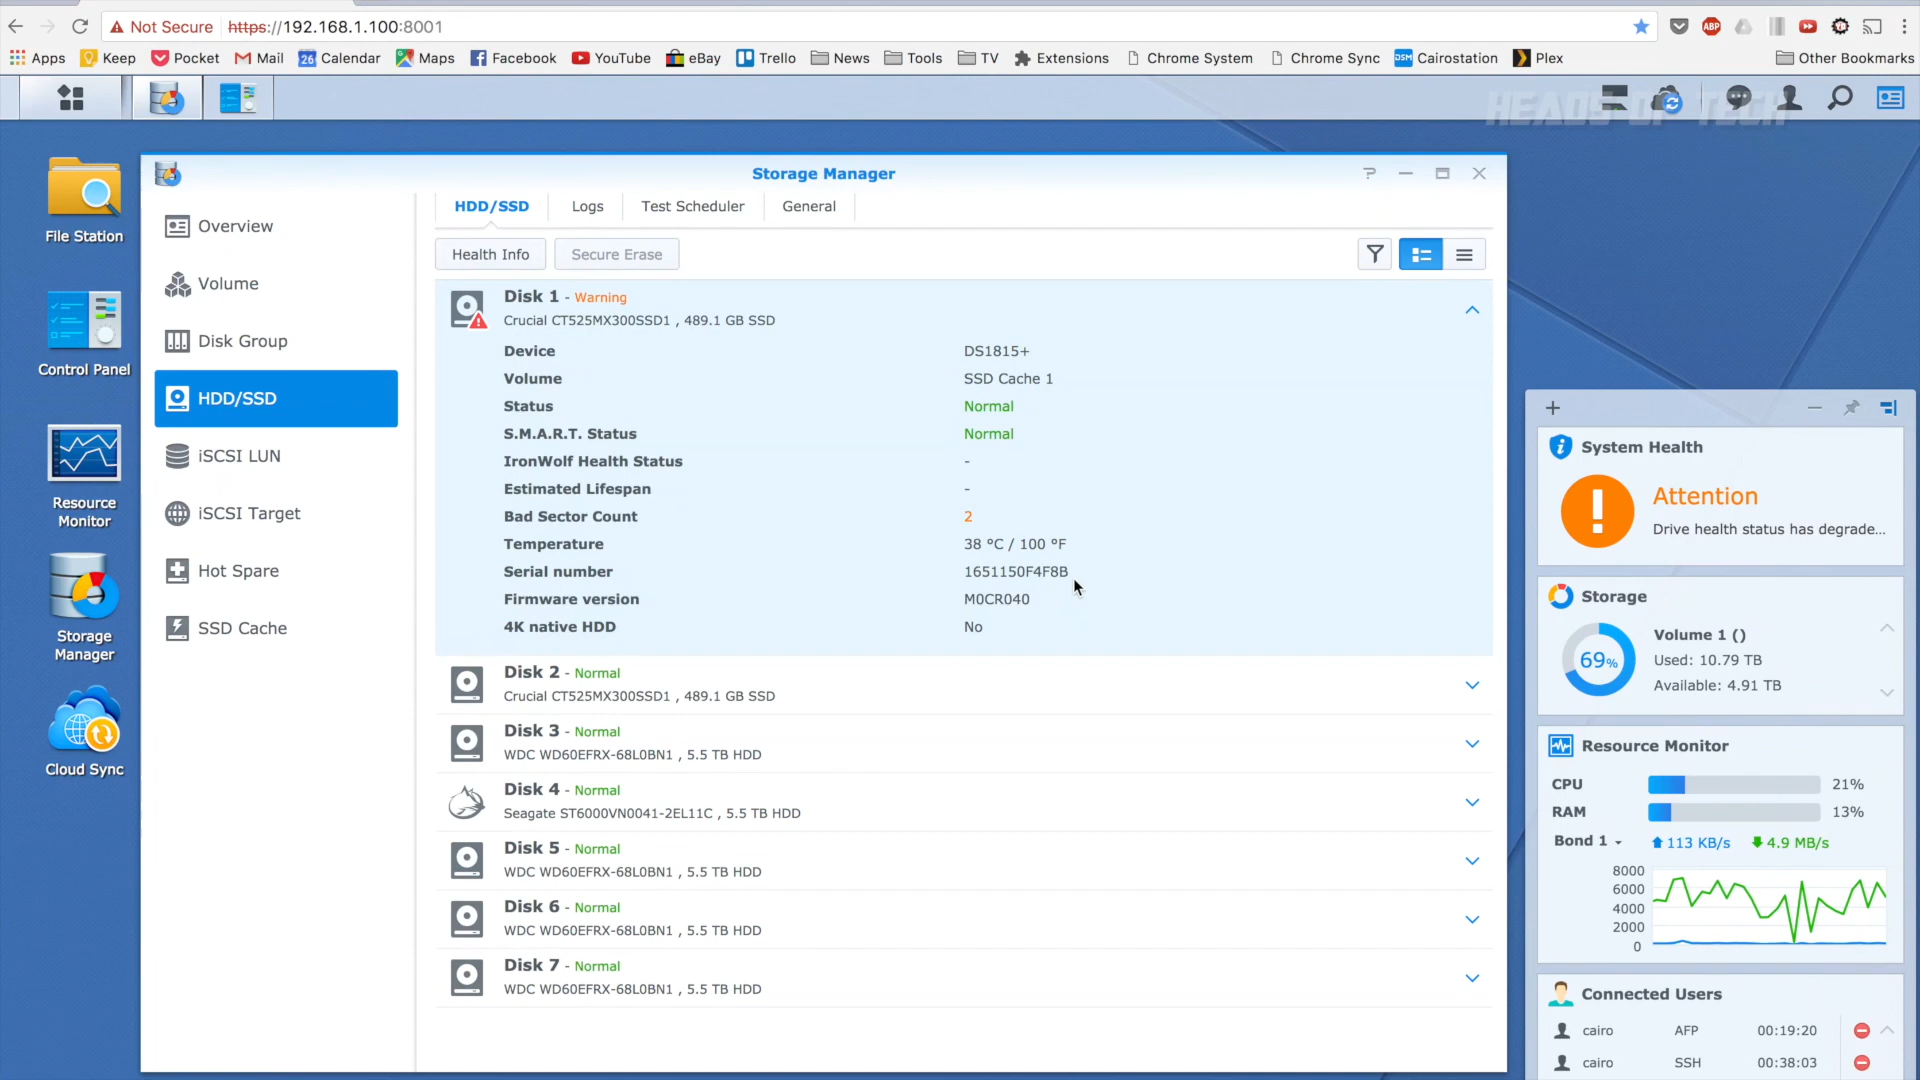 Not Secure https://192.168.1.100:8001 ABP
Apps Keep Pocket Mail 26 Calendar Maps Facebook YouTube eBay Trello News Tools TV Extensions Chrome System Chrome Sync DSM Cairostation Plex Other Bookmarks
HEADS OF TECH
File Station
Control Panel
Resource
Monitor
Storage
Manager
Cloud Sync
Storage Manager
Overview
Volume
Disk Group
HDD/SSD
iSCSI LUN
iSCSI Target
Hot Spare
SSD Cache
HDD/SSD Logs Test Scheduler General
Health Info Secure Erase
Disk 1 - Warning
Crucial CT525MX300SSD1 , 489.1 GB SSD
Device DS1815+
Volume SSD Cache 1
Status Normal
S.M.A.R.T. Status Normal
IronWolf Health Status -
Estimated Lifespan -
Bad Sector Count 2
Temperature 38 °C / 100 °F
Serial number 1651150F4F8B
Firmware version M0CR040
4K native HDD No
Disk 2 - Normal
Crucial CT525MX300SSD1 , 489.1 GB SSD
Disk 3 - Normal
WDC WD60EFRX-68L0BN1 , 5.5 TB HDD
Disk 4 - Normal
Seagate ST6000VN0041-2EL11C , 5.5 TB HDD
Disk 5 - Normal
WDC WD60EFRX-68L0BN1 , 5.5 TB HDD
Disk 6 - Normal
WDC WD60EFRX-68L0BN1 , 5.5 TB HDD
Disk 7 - Normal
WDC WD60EFRX-68L0BN1 , 5.5 TB HDD
System Health
Attention
Drive health status has degrade...
Storage
69%
Volume 1 ()
Used: 10.79 TB
Available: 4.91 TB
Resource Monitor
CPU 21%
RAM 13%
Bond 1 113 KB/s 4.9 MB/s
8000
6000
4000
2000
0
Connected Users
cairo AFP 00:19:20
cairo SSH 00:38:03